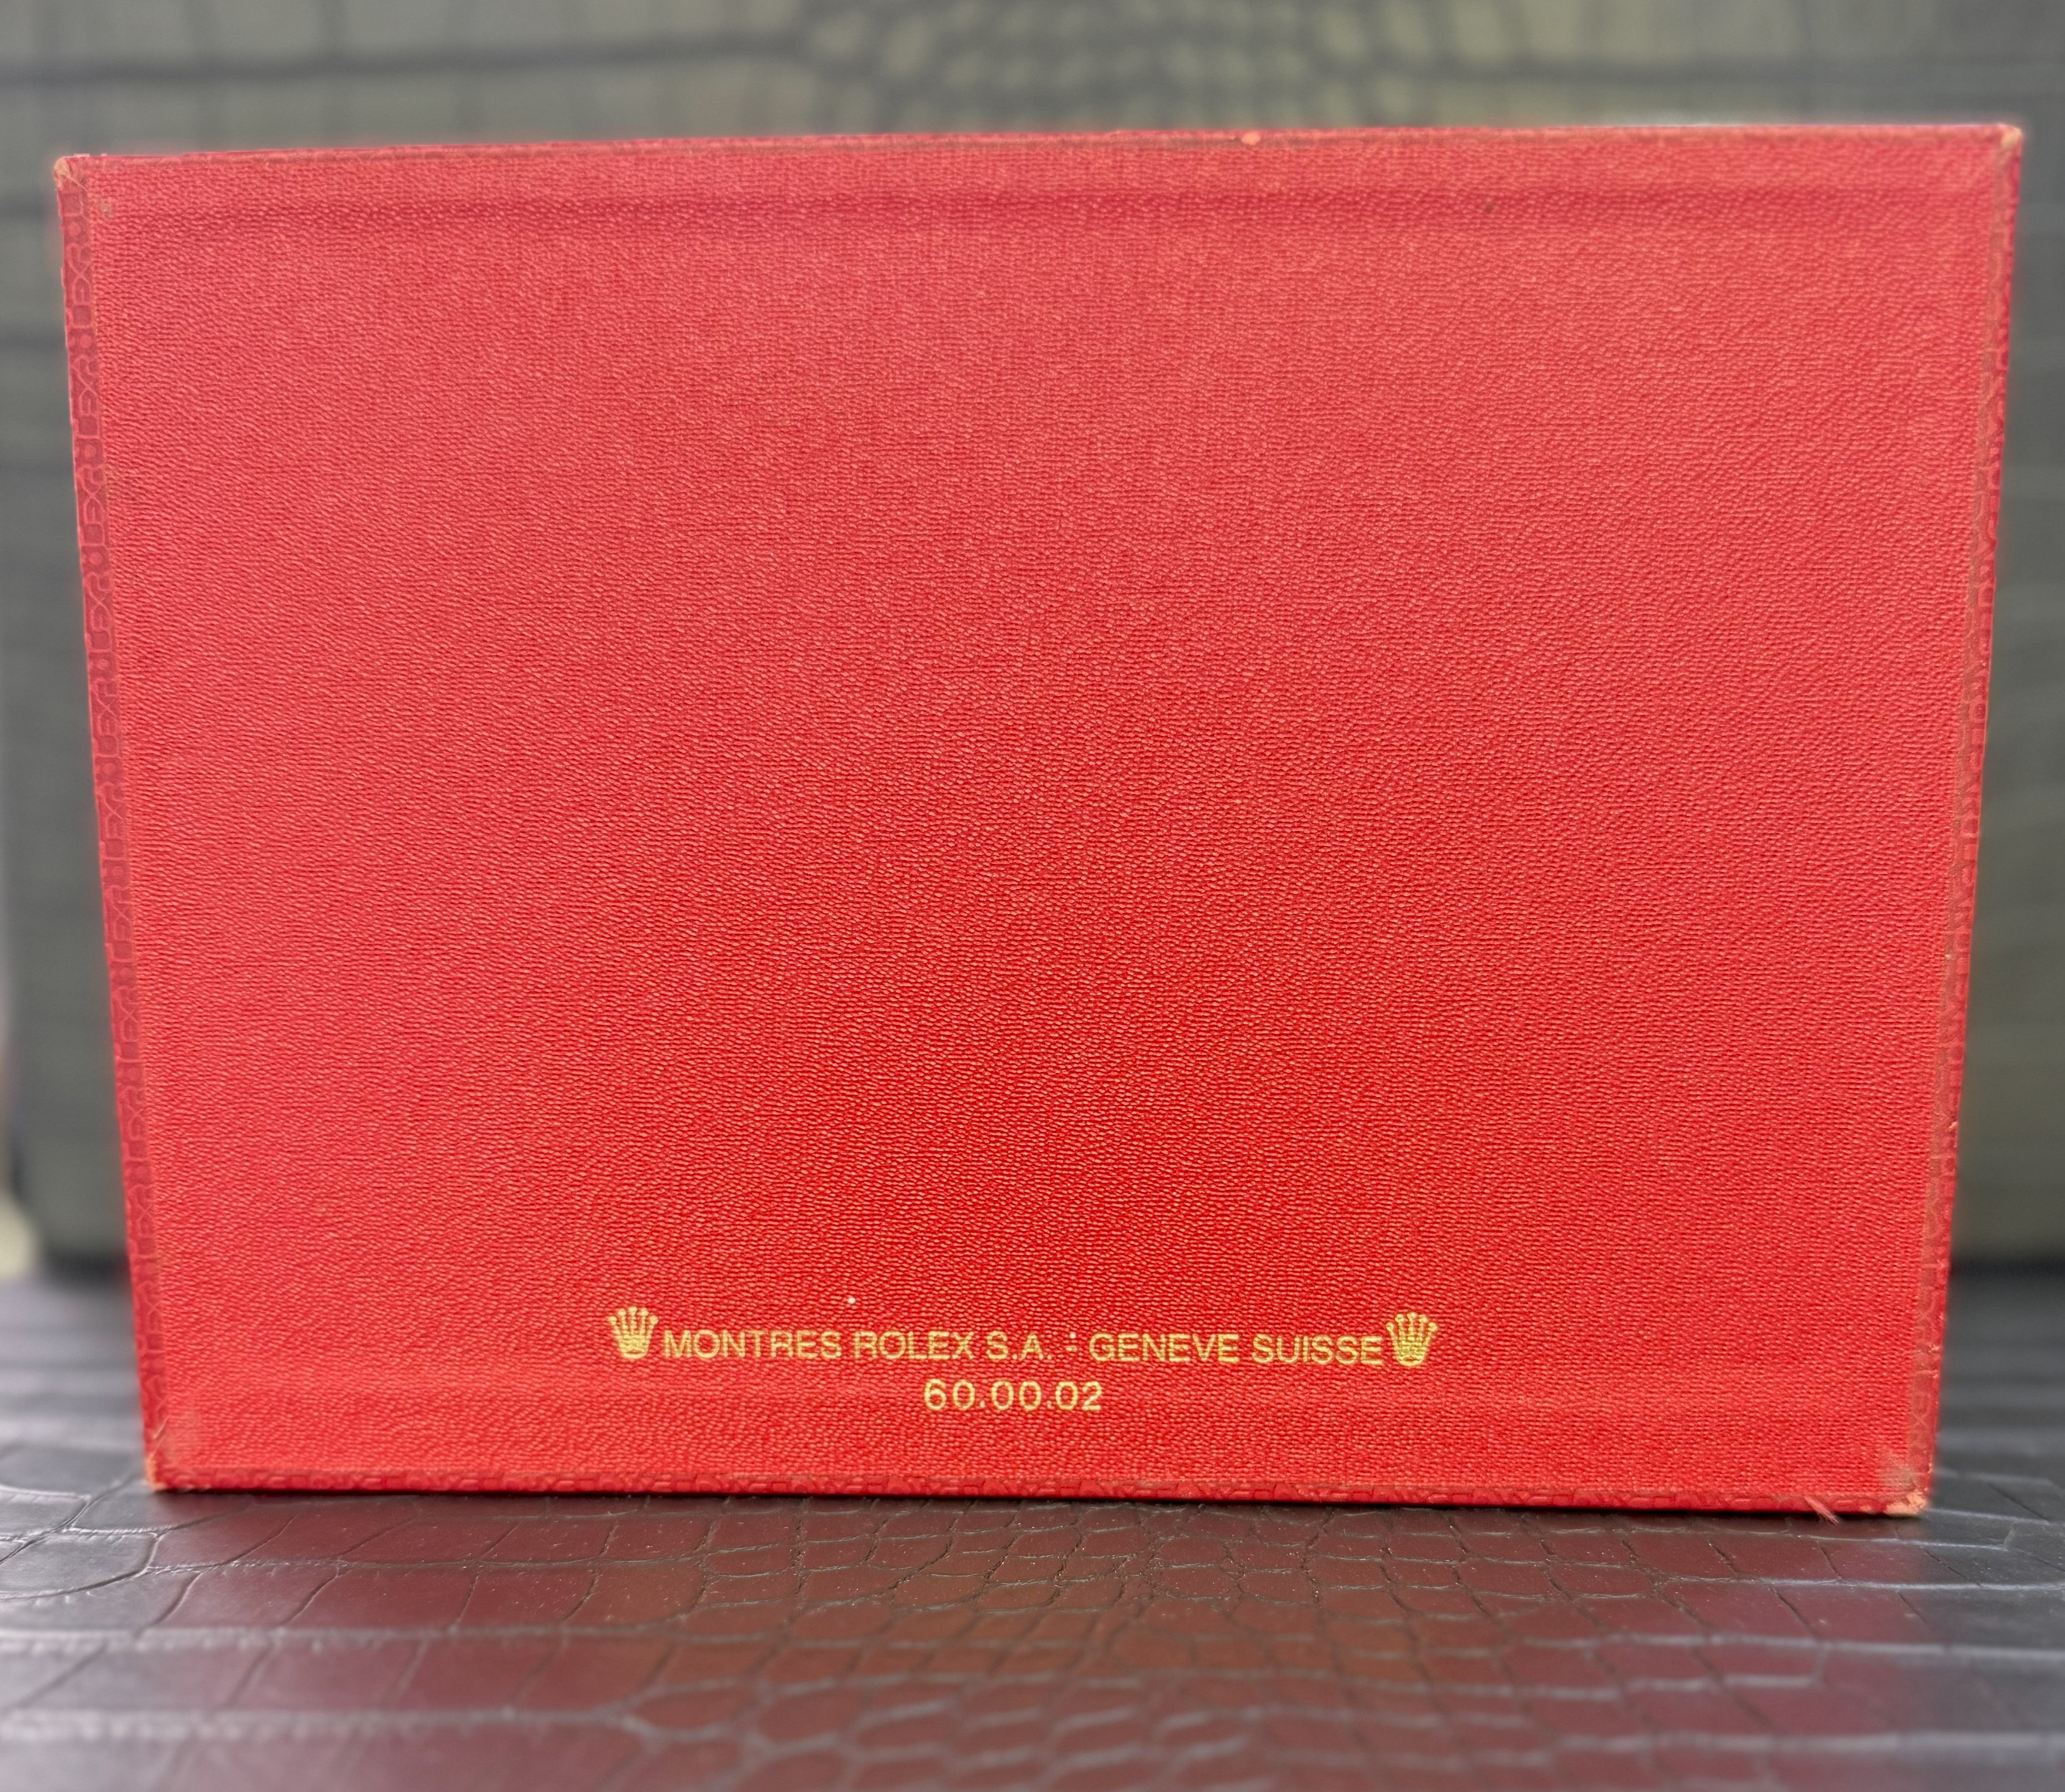 MONTRES ROLEX S.A. - GENEVE SUISSE
60.00.02